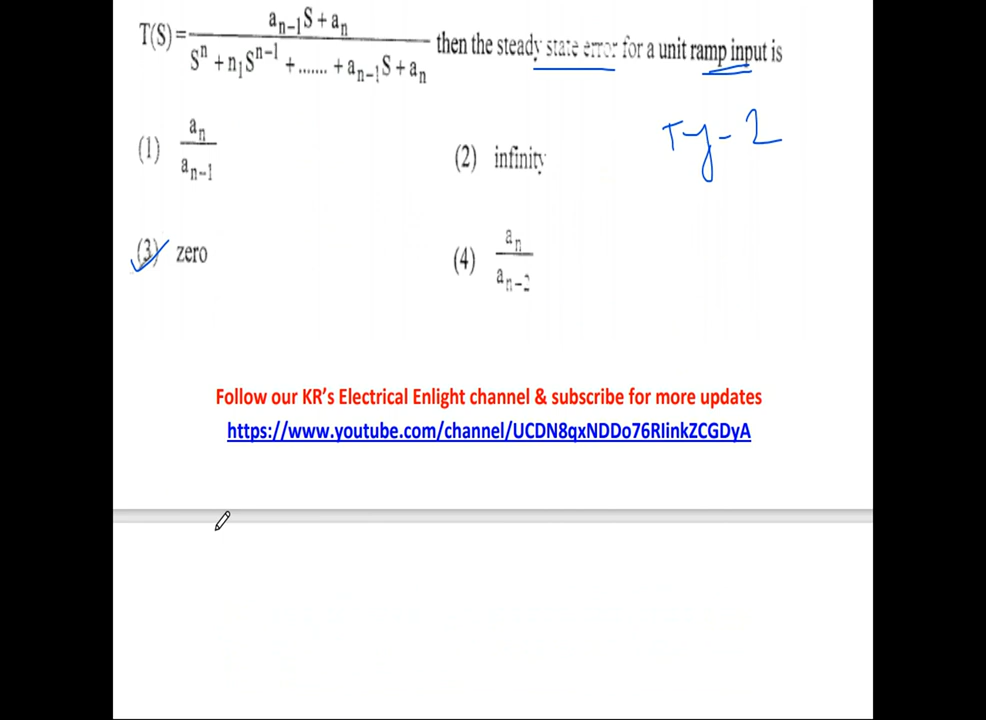 T(S)= a_{n-1}S + a_n / S^n + n_1S^{n-1} + ....... + a_{n-1}S + a_n then the steady state error for a unit ramp input is
Ty-2
(1) a_n / a_{n-1} (2) infinity
(3) zero (4) a_n / a_{n-2}
Follow our KR's Electrical Enlight channel & subscribe for more updates
https://www.youtube.com/channel/UCDN8qxNDDo76RIinkZCGDyA